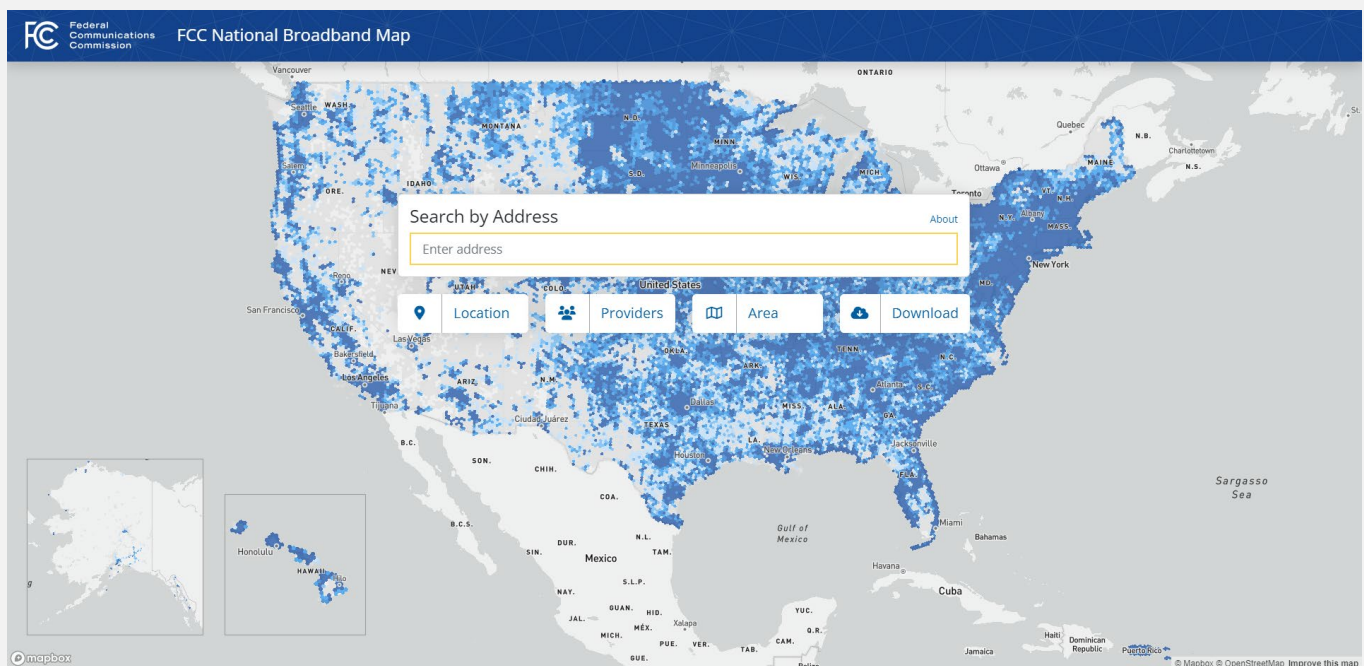 FCC
Federal
Communications
Commission
FCC National Broadband Map
Vancouver
ONTARIO
Seattle
WASH.
MONTANA
N.D.
MINN.
Quebec
N.B.
Charlottetown
N.S.
St.
Salem
ORE.
IDAHO
S.D.
Minneapolis
WIS.
MICH.
Ottawa
MAINE
Toronto
VT.
N.H.
N.Y.
Albany
MASS.
Search by Address
About
Enter address
New York
Reno
NEV
UTAH
COLO.
United States
MD.
San Francisco
CALIF.
Las Vegas
Location
Providers
Area
Download
Bakersfield
Los Angeles
ARIZ.
N.M.
OKLA.
ARK.
TENN.
N.C.
Atlanta
S.C.
Tijuana
Ciudad Juárez
Dallas
TEXAS
MISS.
ALA.
GA.
B.C.
SON.
CHIH.
LA.
Houston
New Orleans
Jacksonville
FLA.
COA.
Sargasso
Sea
B.C.S.
Gulf of
Mexico
Miami
Bahamas
Honolulu
HAWAII
Hilo
SIN.
DUR.
N.L.
TAM.
Mexico
Havana
Cuba
g
S.L.P.
NAY.
JAL.
GUAN.
HID.
MÉX.
Xalapa
YUC.
Q.R.
MICH.
PUE.
VER.
TAB.
CAM.
GUE.
Belize
Jamaica
Haiti
Dominican
Republic
Puerto Rico
mapbox
© Mapbox © OpenStreetMap Improve this map